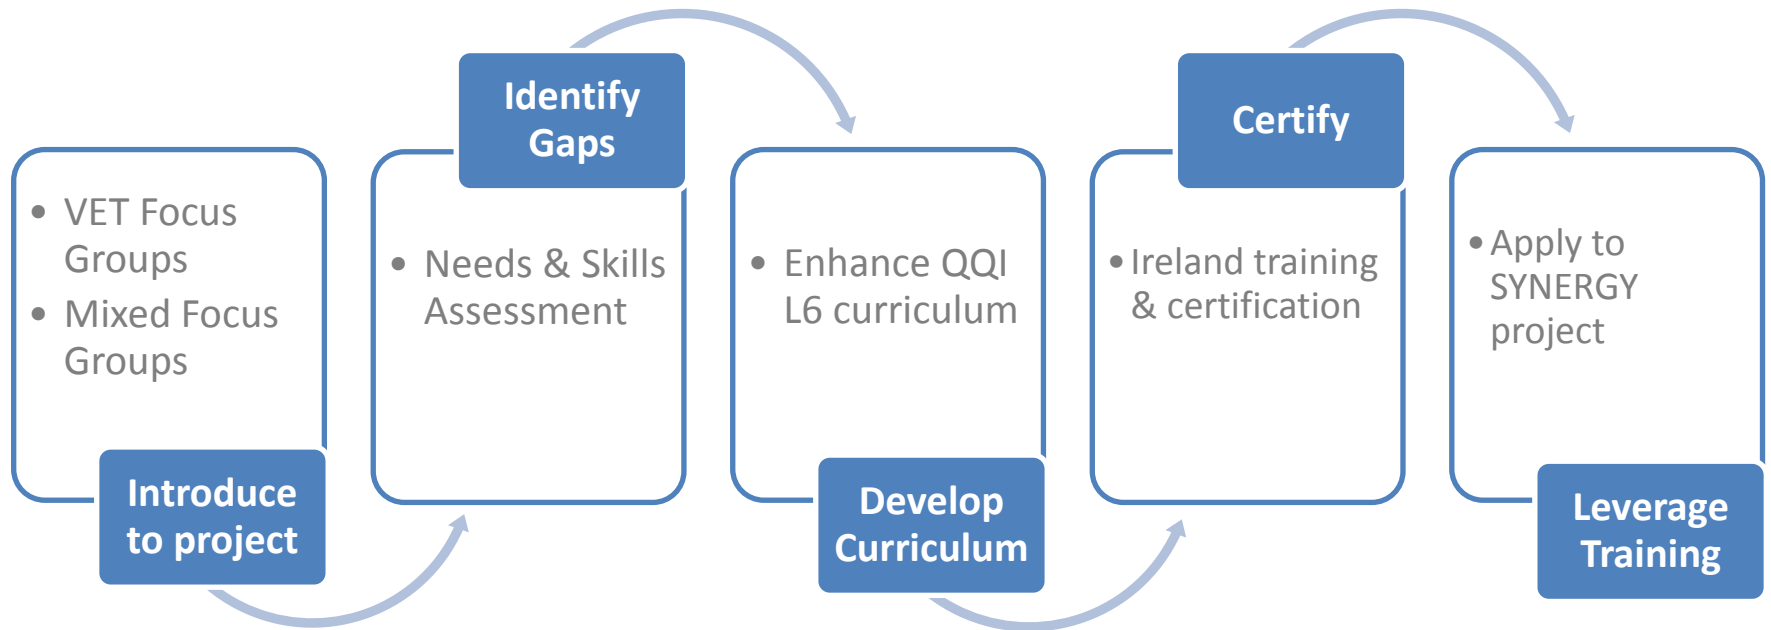 • VET Focus
Groups
• Mixed Focus
Groups
Introduce
to project
Identify
Gaps
• Needs & Skills
Assessment
• Enhance QQI
L6 curriculum
Develop
Curriculum
Certify
• Ireland training
& certification
• Apply to
SYNERGY
project
Leverage
Training